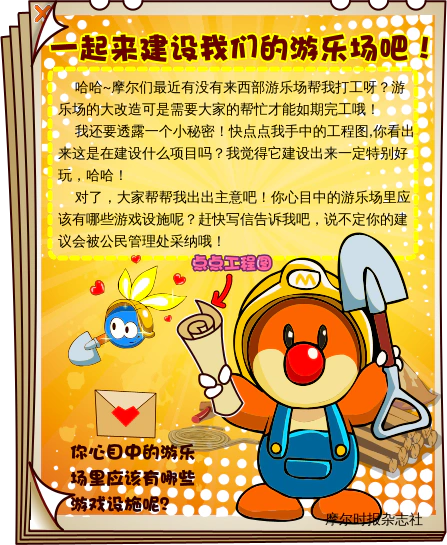 一起来建设我们的游乐场吧！
哈哈~摩尔们最近有没有来西部游乐场帮我打工呀？游
乐场的大改造可是需要大家的帮忙才能如期完工哦！
我还要透露一个小秘密！快点点我手中的工程图,你看出
来这是在建设什么项目吗？我觉得它建设出来一定特别好
玩，哈哈！
对了，大家帮帮我出出主意吧！你心目中的游乐场里应
该有哪些游戏设施呢？赶快写信告诉我吧，说不定你的建
议会被公民管理处采纳哦！
点点工程图
M
你心目中的游乐
场里应该有哪些
游戏设施呢？
摩尔时报杂志社